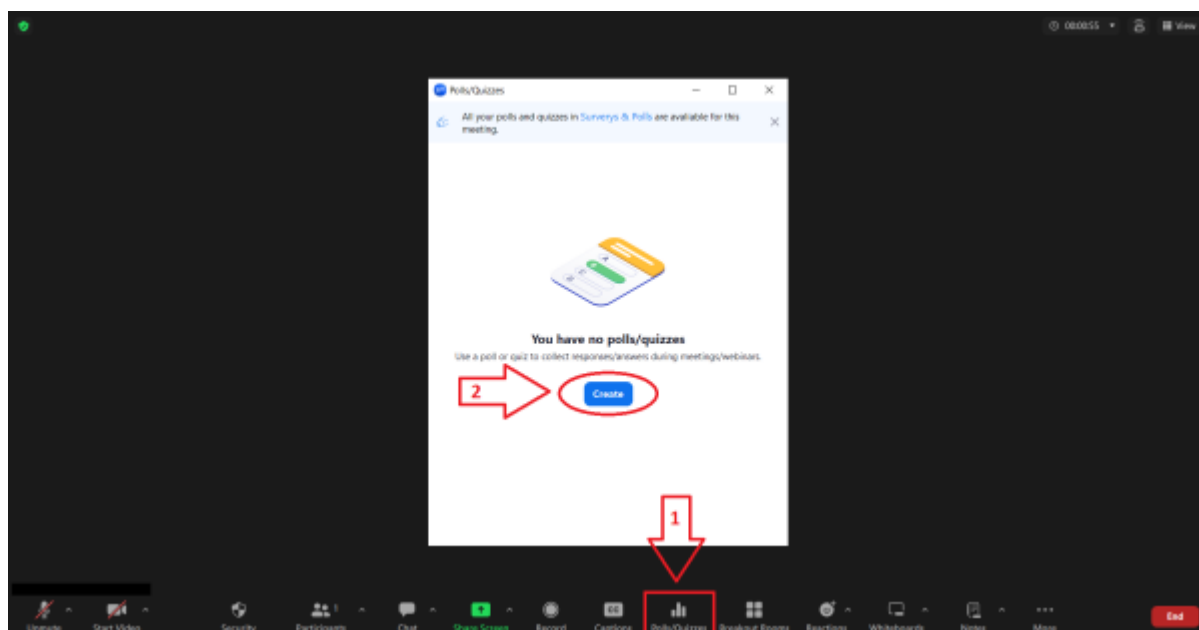 00:00:55
View
Polls/Quizzes
All your polls and quizzes in Surverys & Polls are available for this
meeting.
You have no polls/quizzes
Use a poll or quiz to collect responses/answers during meetings/webinars.
2
Create
1
1
Unmute Start Video Security Participants Chat Share Screen Record Captions Polls/Quizzes Breakout Rooms Reactions Whiteboards Notes More
CC
End